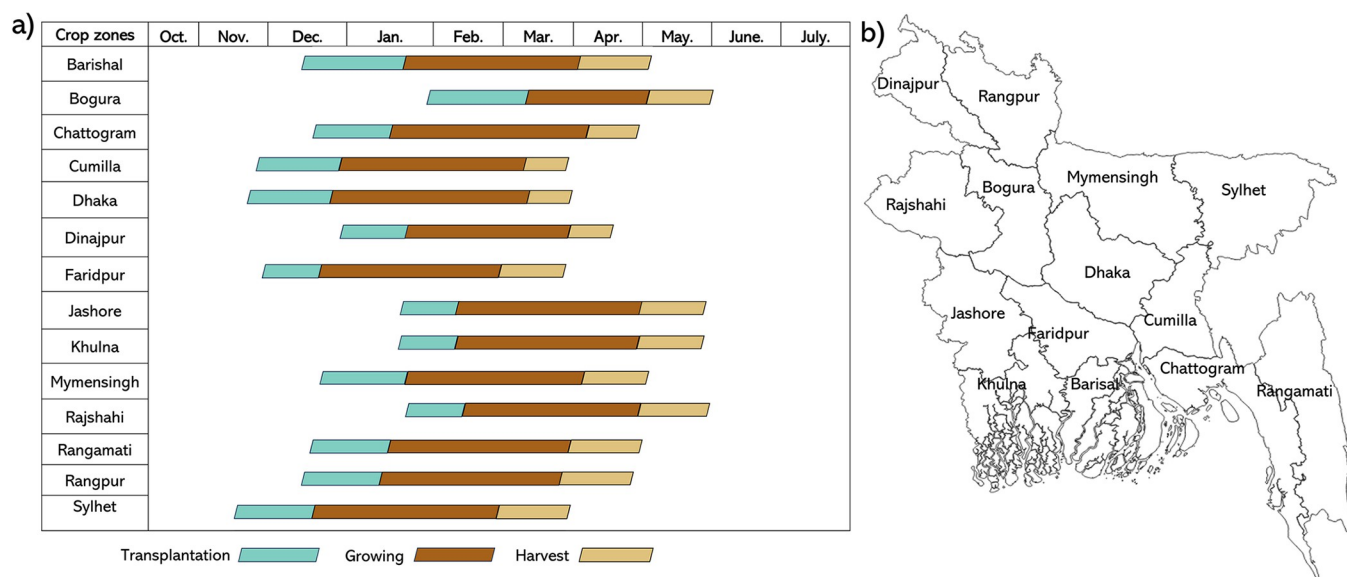 a)
Crop zones Oct. Nov. Dec. Jan. Feb. Mar. Apr. May. June. July.
Barishal
Bogura
Chattogram
Cumilla
Dhaka
Dinajpur
Faridpur
Jashore
Khulna
Mymensingh
Rajshahi
Rangamati
Rangpur
Sylhet
Transplantation Growing Harvest
b)
Dinajpur
Rangpur
Mymensingh
Bogura
Sylhet
Rajshahi
Dhaka
Jashore
Cumilla
Faridpur
Chattogram
Khulna
Barisal
Rangamati